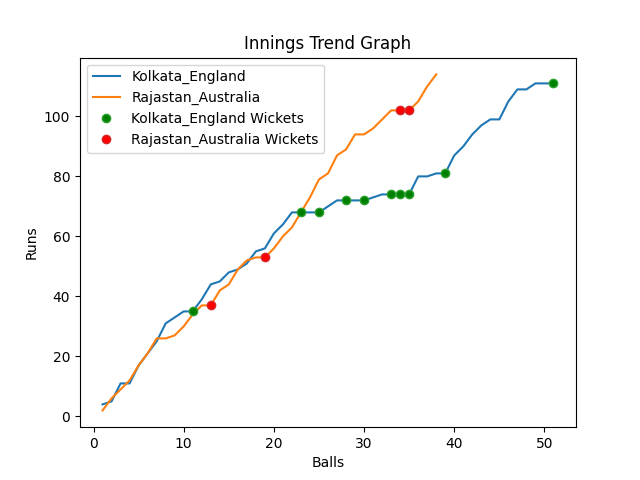 Innings Trend Graph
Kolkata_England
Rajastan_Australia
Kolkata_England Wickets
Rajastan_Australia Wickets
100
80
60
40
20
0
Runs
0 10 20 30 40 50
Balls